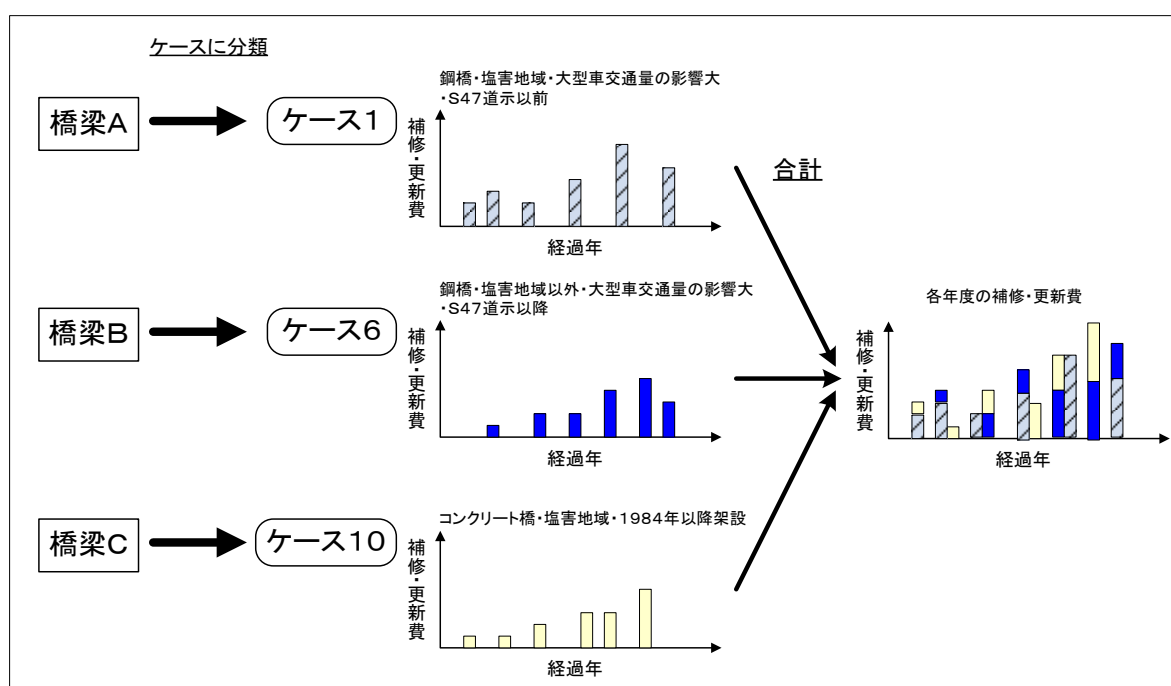 ケースに分類
橋梁A
ケース1
鋼橋・塩害地域・大型車交通量の影響大
・S47道示以前
補修・更新費
経過年
合計
橋梁B
ケース6
鋼橋・塩害地域以外・大型車交通量の影響大
・S47道示以降
補修・更新費
経過年
各年度の補修・更新費
補修・更新費
経過年
橋梁C
ケース10
コンクリート橋・塩害地域・1984年以降架設
補修・更新費
経過年